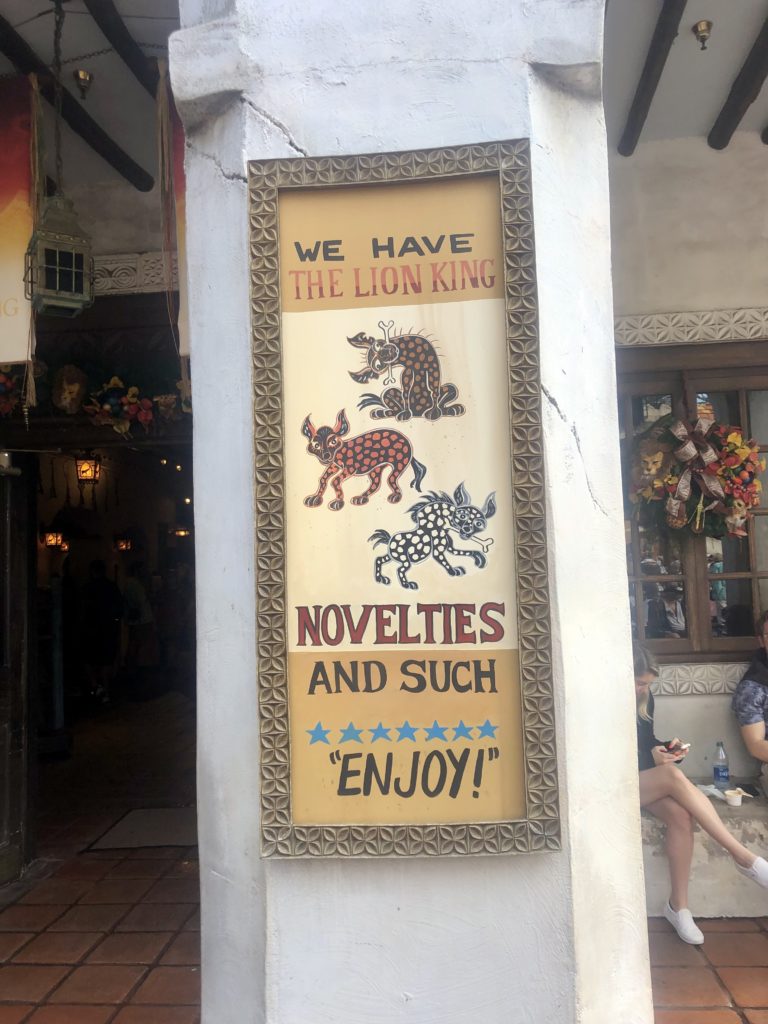 WE HAVE
THE LION KING
NOVELTIES
AND SUCH
"ENJOY!"